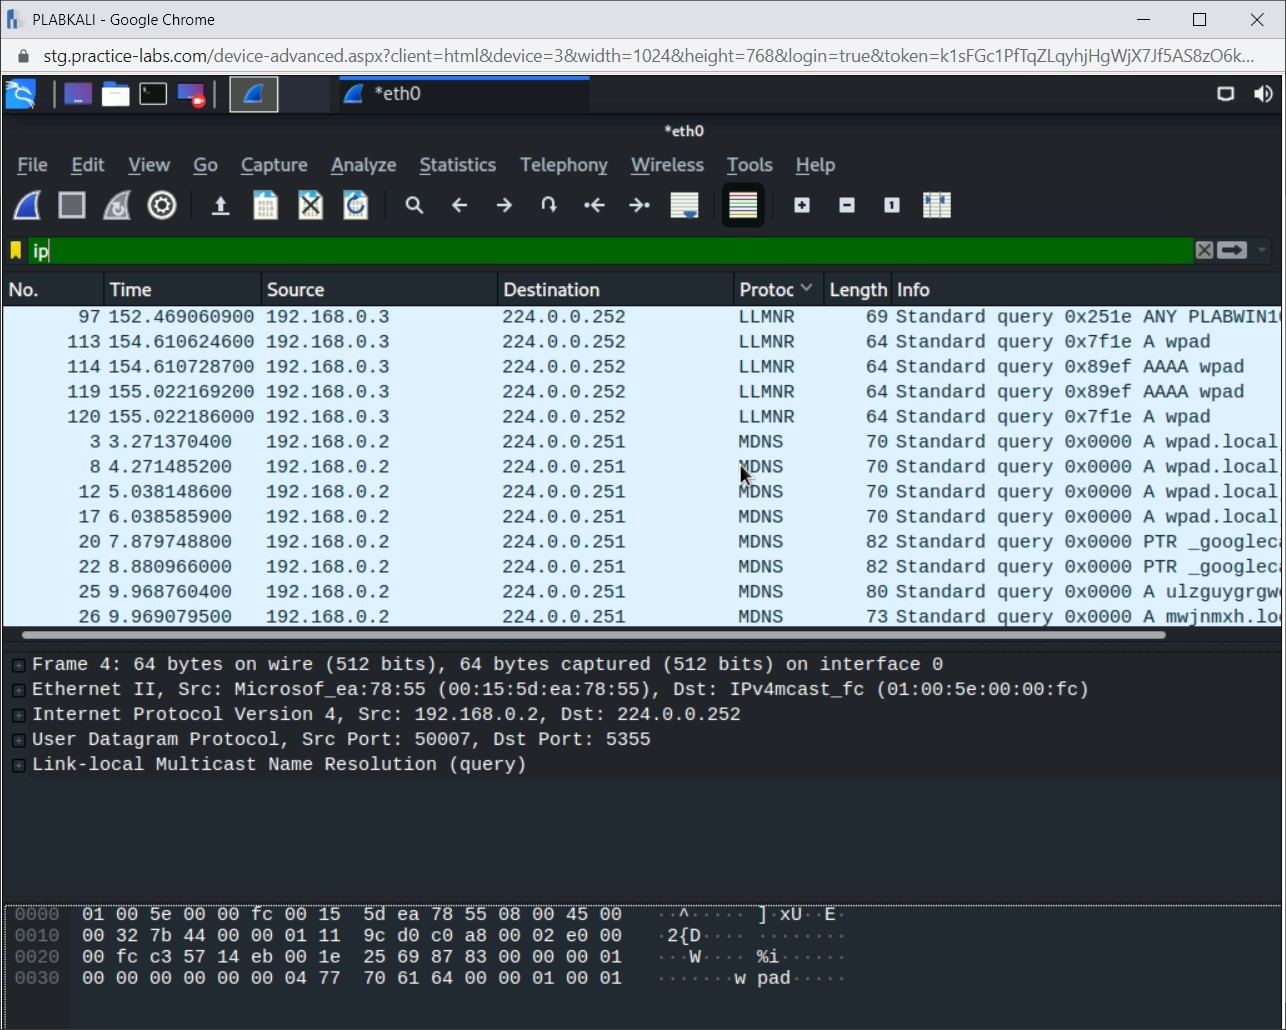 PLABKALI - Google Chrome
stg.practice-labs.com/device-advanced.aspx?client=html&device=3&width=1024&height=768&login=true&token=k1sFGc1PfTqZLqyhjHgWjX7Jf5AS8zO6k...
*eth0
*eth0
File Edit View Go Capture Analyze Statistics Telephony Wireless Tools Help
ip
No. Time Source Destination Protoc Length Info
97 152.469060900 192.168.0.3 224.0.0.252 LLMNR 69 Standard query 0x251e ANY PLABWIN10
113 154.610624600 192.168.0.3 224.0.0.252 LLMNR 64 Standard query 0x7f1e A wpad
114 154.610728700 192.168.0.3 224.0.0.252 LLMNR 64 Standard query 0x89ef AAAA wpad
119 155.022169200 192.168.0.3 224.0.0.252 LLMNR 64 Standard query 0x89ef AAAA wpad
120 155.022186000 192.168.0.3 224.0.0.252 LLMNR 64 Standard query 0x7f1e A wpad
3 3.271370400 192.168.0.2 224.0.0.251 MDNS 70 Standard query 0x0000 A wpad.local
8 4.271485200 192.168.0.2 224.0.0.251 MDNS 70 Standard query 0x0000 A wpad.local
12 5.038148600 192.168.0.2 224.0.0.251 MDNS 70 Standard query 0x0000 A wpad.local
17 6.038585900 192.168.0.2 224.0.0.251 MDNS 70 Standard query 0x0000 A wpad.local
20 7.879748800 192.168.0.2 224.0.0.251 MDNS 82 Standard query 0x0000 PTR _googleca
22 8.880966000 192.168.0.2 224.0.0.251 MDNS 82 Standard query 0x0000 PTR _googleca
25 9.968760400 192.168.0.2 224.0.0.251 MDNS 80 Standard query 0x0000 A ulzguygrgw
26 9.969079500 192.168.0.2 224.0.0.251 MDNS 73 Standard query 0x0000 A mwjnmxh.lo
Frame 4: 64 bytes on wire (512 bits), 64 bytes captured (512 bits) on interface 0
Ethernet II, Src: Microsof_ea:78:55 (00:15:5d:ea:78:55), Dst: IPv4mcast_fc (01:00:5e:00:00:fc)
Internet Protocol Version 4, Src: 192.168.0.2, Dst: 224.0.0.252
User Datagram Protocol, Src Port: 50007, Dst Port: 5355
Link-local Multicast Name Resolution (query)
0000 01 00 5e 00 00 fc 00 15 5d ea 78 55 08 00 45 00 ··^····· ]·xU··E·
0010 00 32 7b 44 00 00 01 11 9c d0 c0 a8 00 02 e0 00 ·2{D···· ········
0020 00 fc c3 57 14 eb 00 1e 25 69 87 83 00 00 00 01 ···W···· %i······
0030 00 00 00 00 00 00 04 77 70 61 64 00 00 01 00 01 ·······w pad·····